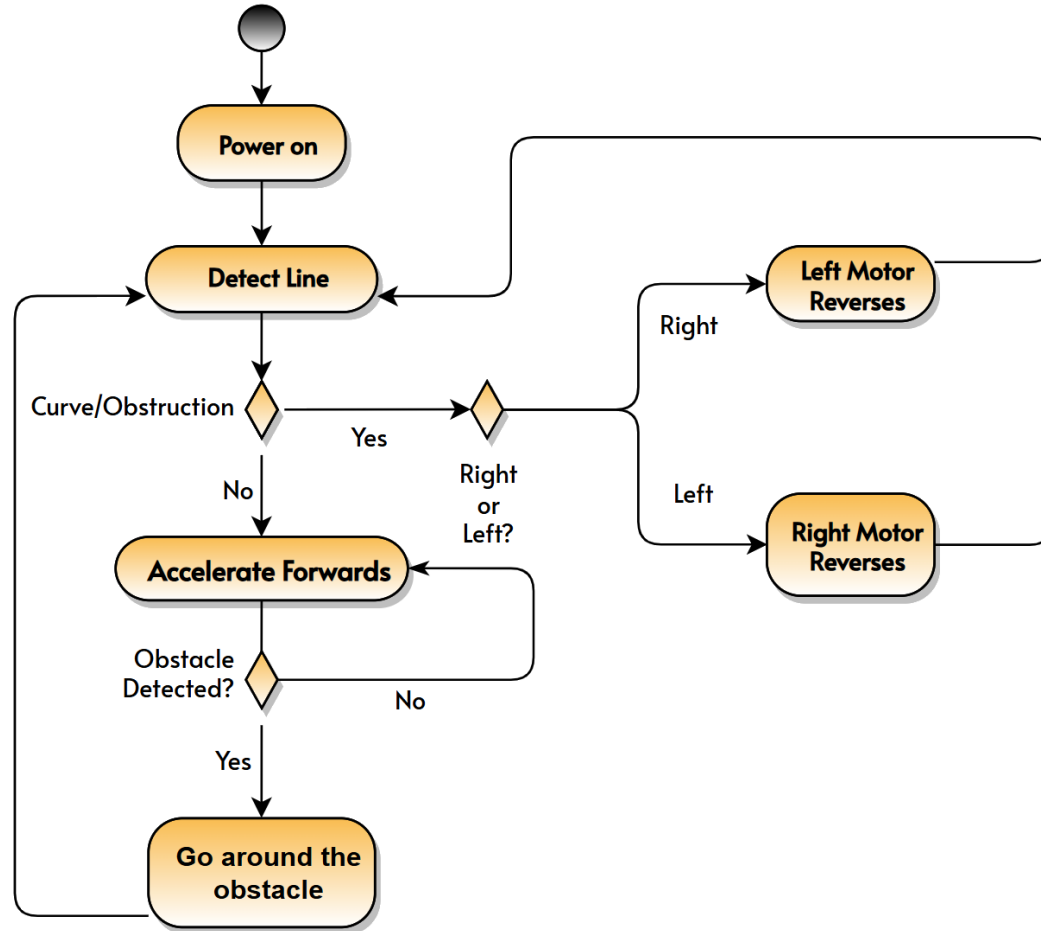 Power on
Detect Line
Left Motor
Reverses
Right
Curve/Obstruction
Yes
Right
or
Left?
No
Left
Right Motor
Reverses
Accelerate Forwards
Obstacle
Detected?
No
Yes
Go around the
obstacle